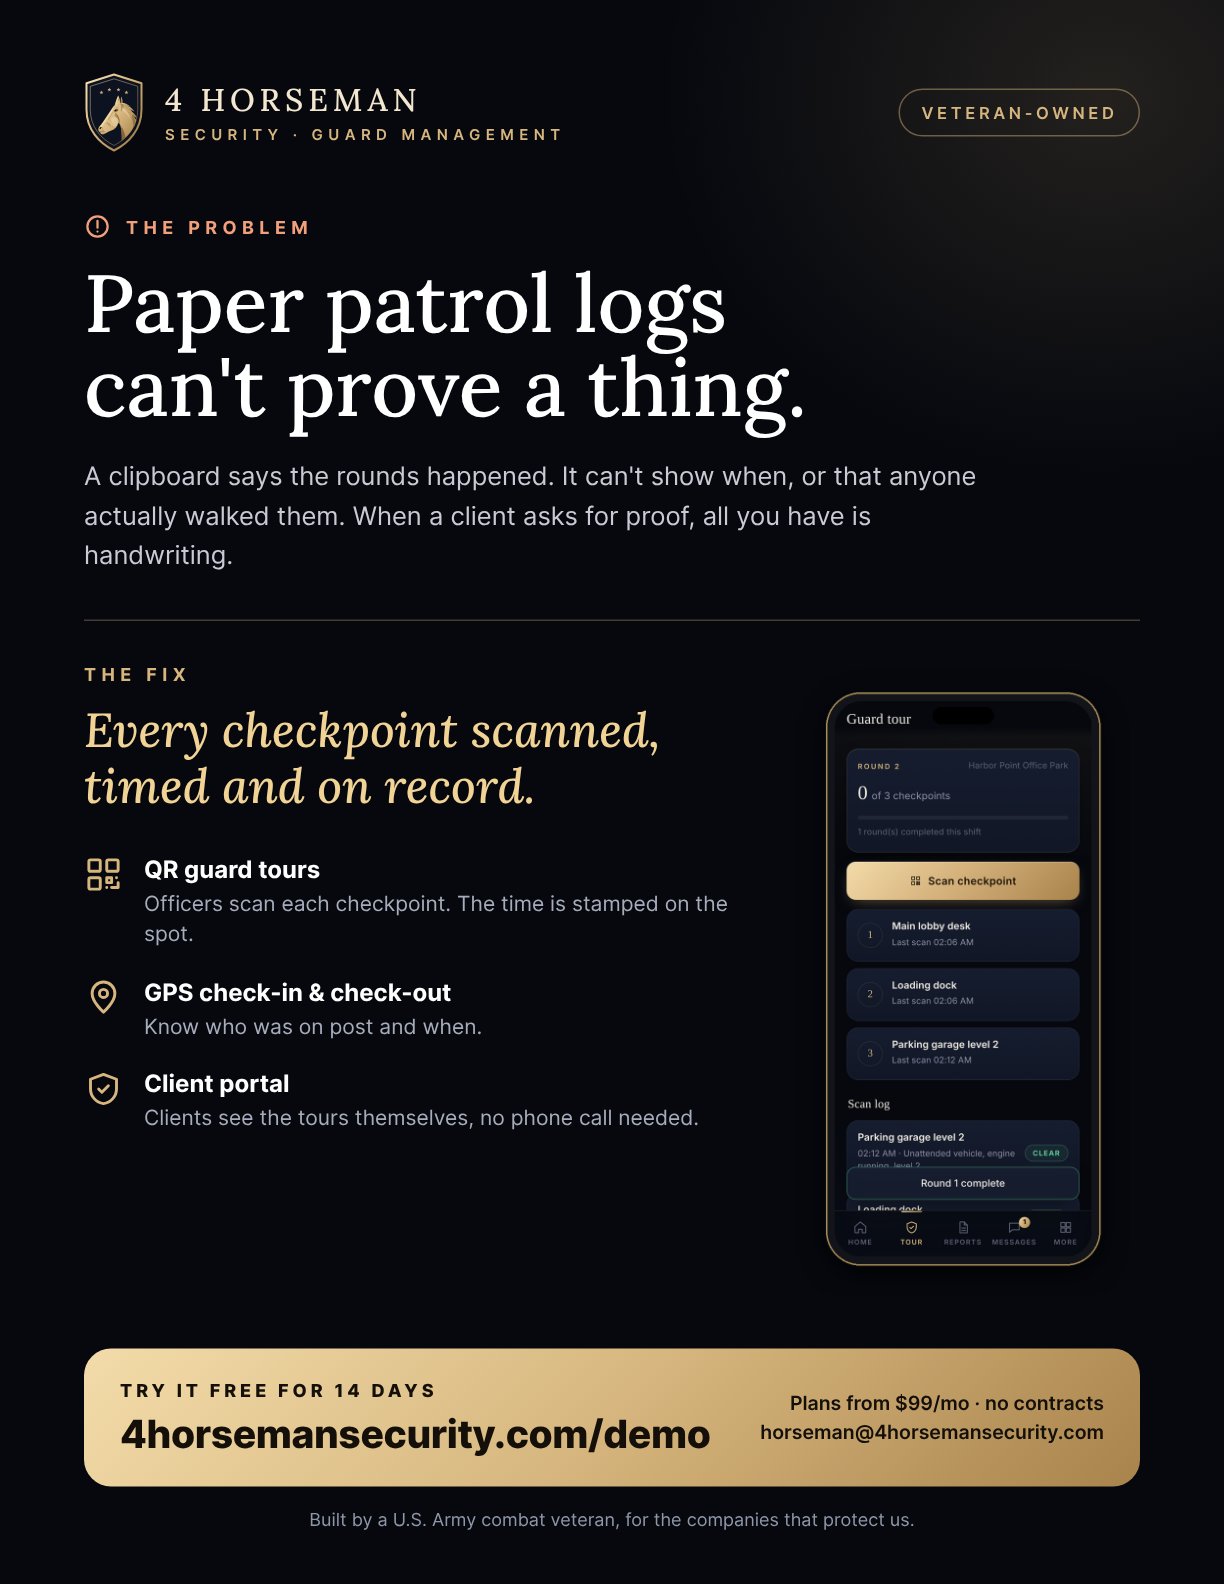 4 HORSEMAN
SECURITY · GUARD MANAGEMENT
VETERAN-OWNED
THE PROBLEM
Paper patrol logs
can't prove a thing.
A clipboard says the rounds happened. It can't show when, or that anyone
actually walked them. When a client asks for proof, all you have is
handwriting.
THE FIX
Every checkpoint scanned,
timed and on record.
QR guard tours
Officers scan each checkpoint. The time is stamped on the
spot.
GPS check-in & check-out
Know who was on post and when.
Client portal
Clients see the tours themselves, no phone call needed.
Guard tour
ROUND 2
Harbor Point Office Park
0 of 3 checkpoints
1 round(s) completed this shift
Scan checkpoint
1
Main lobby desk
Last scan 02:06 AM
2
Loading dock
Last scan 02:06 AM
3
Parking garage level 2
Last scan 02:12 AM
Scan log
Parking garage level 2
02:12 AM · Unattended vehicle, engine
running, level 2
CLEAR
Round 1 complete
Loading dock
1
HOME TOUR REPORTS MESSAGES MORE
TRY IT FREE FOR 14 DAYS
4horsemansecurity.com/demo
Plans from $99/mo · no contracts
horseman@4horsemansecurity.com
Built by a U.S. Army combat veteran, for the companies that protect us.